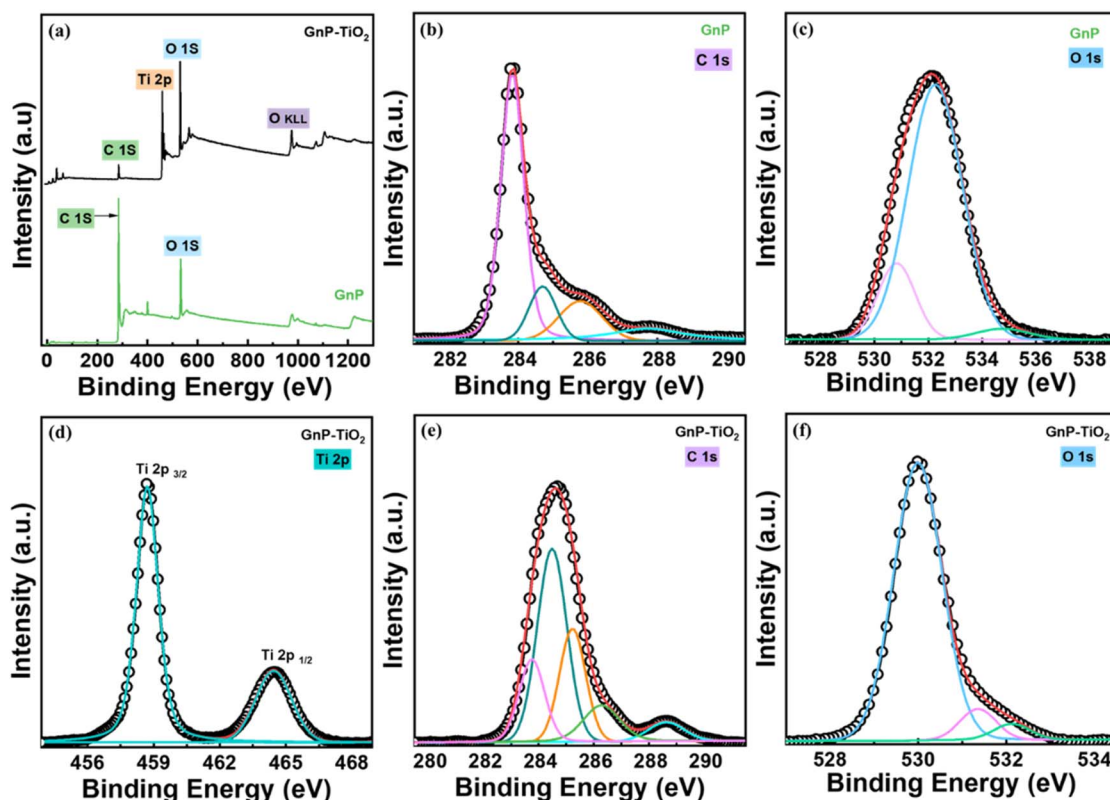 (a)
GnP-TiO₂
O 1S
Ti 2p
O KLL
C 1S
C 1S
O 1S
GnP
Intensity (a.u)
0 200 400 600 800 1000 1200
Binding Energy (eV)
(b)
GnP
C 1s
Intensity (a.u.)
282 284 286 288 290
Binding Energy (eV)
(c)
GnP
O 1s
Intensity (a.u.)
528 530 532 534 536 538
Binding Energy (eV)
(d)
GnP-TiO₂
Ti 2p
Ti 2p 3/2
Ti 2p 1/2
Intensity (a.u.)
456 459 462 465 468
Binding Energy (eV)
(e)
GnP-TiO₂
C 1s
Intensity (a.u.)
280 282 284 286 288 290
Binding Energy (eV)
(f)
GnP-TiO₂
O 1s
Intensity (a.u.)
528 530 532 534
Binding Energy (eV)